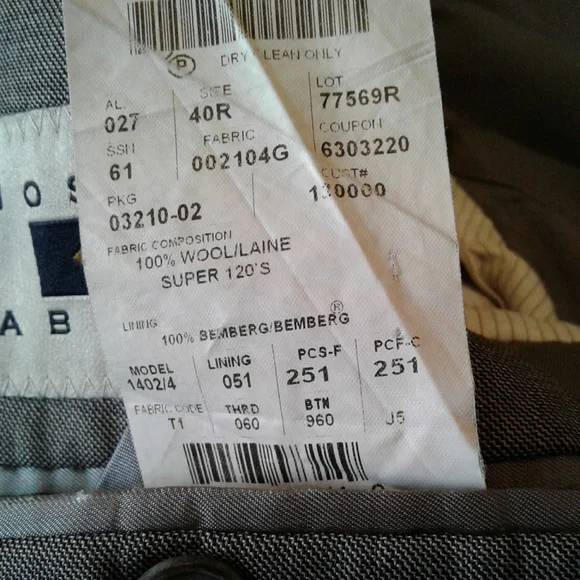 DRY CLEAN ONLY
AL. SIZE LOT
027 40R 77569R
SSN FABRIC COUPON
61 002104G 6303220
PKG CUST#
03210-02
FABRIC COMPOSITION
100% WOOL/LAINE
SUPER 120'S
LINING 100% BEMBERG/BEMBERG®
MODEL LINING PCS-F PCF-C
1402/4 051 251 251
FABRIC CODE THRD BTN
T1 060 960 J5